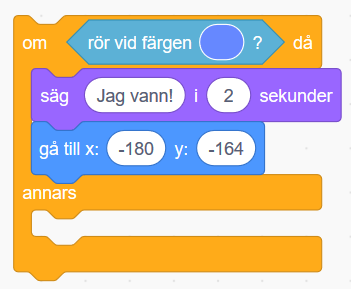 om rör vid färgen ? då
säg Jag vann! i 2 sekunder
gå till x: -180 y: -164
annars